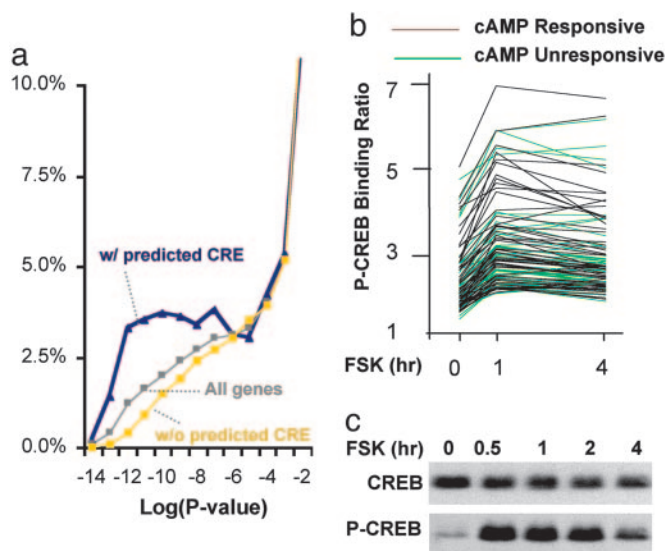 a
10.0%
7.5%
5.0%
2.5%
0.0%
w/ predicted CRE
All genes
w/o predicted CRE
-14 -12 -10 -8 -6 -4 -2
Log(P-value)
b
cAMP Responsive
cAMP Unresponsive
P-CREB Binding Ratio
7
5
3
1
FSK (hr) 0 1 4
c
FSK (hr) 0 0.5 1 2 4
CREB
P-CREB